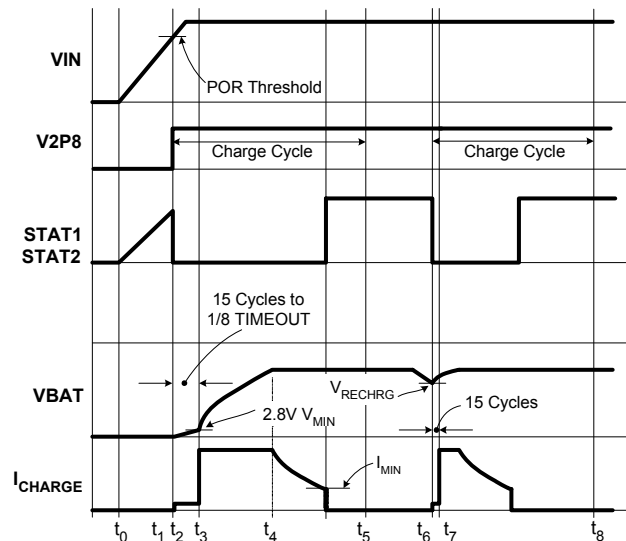 VIN
POR Threshold
V2P8
Charge Cycle
Charge Cycle
STAT1
STAT2
15 Cycles to
1/8 TIMEOUT
VBAT
VRECHRG
2.8V VMIN
15 Cycles
ICHARGE
IMIN
t0 t1 t2 t3 t4 t5 t6 t7 t8